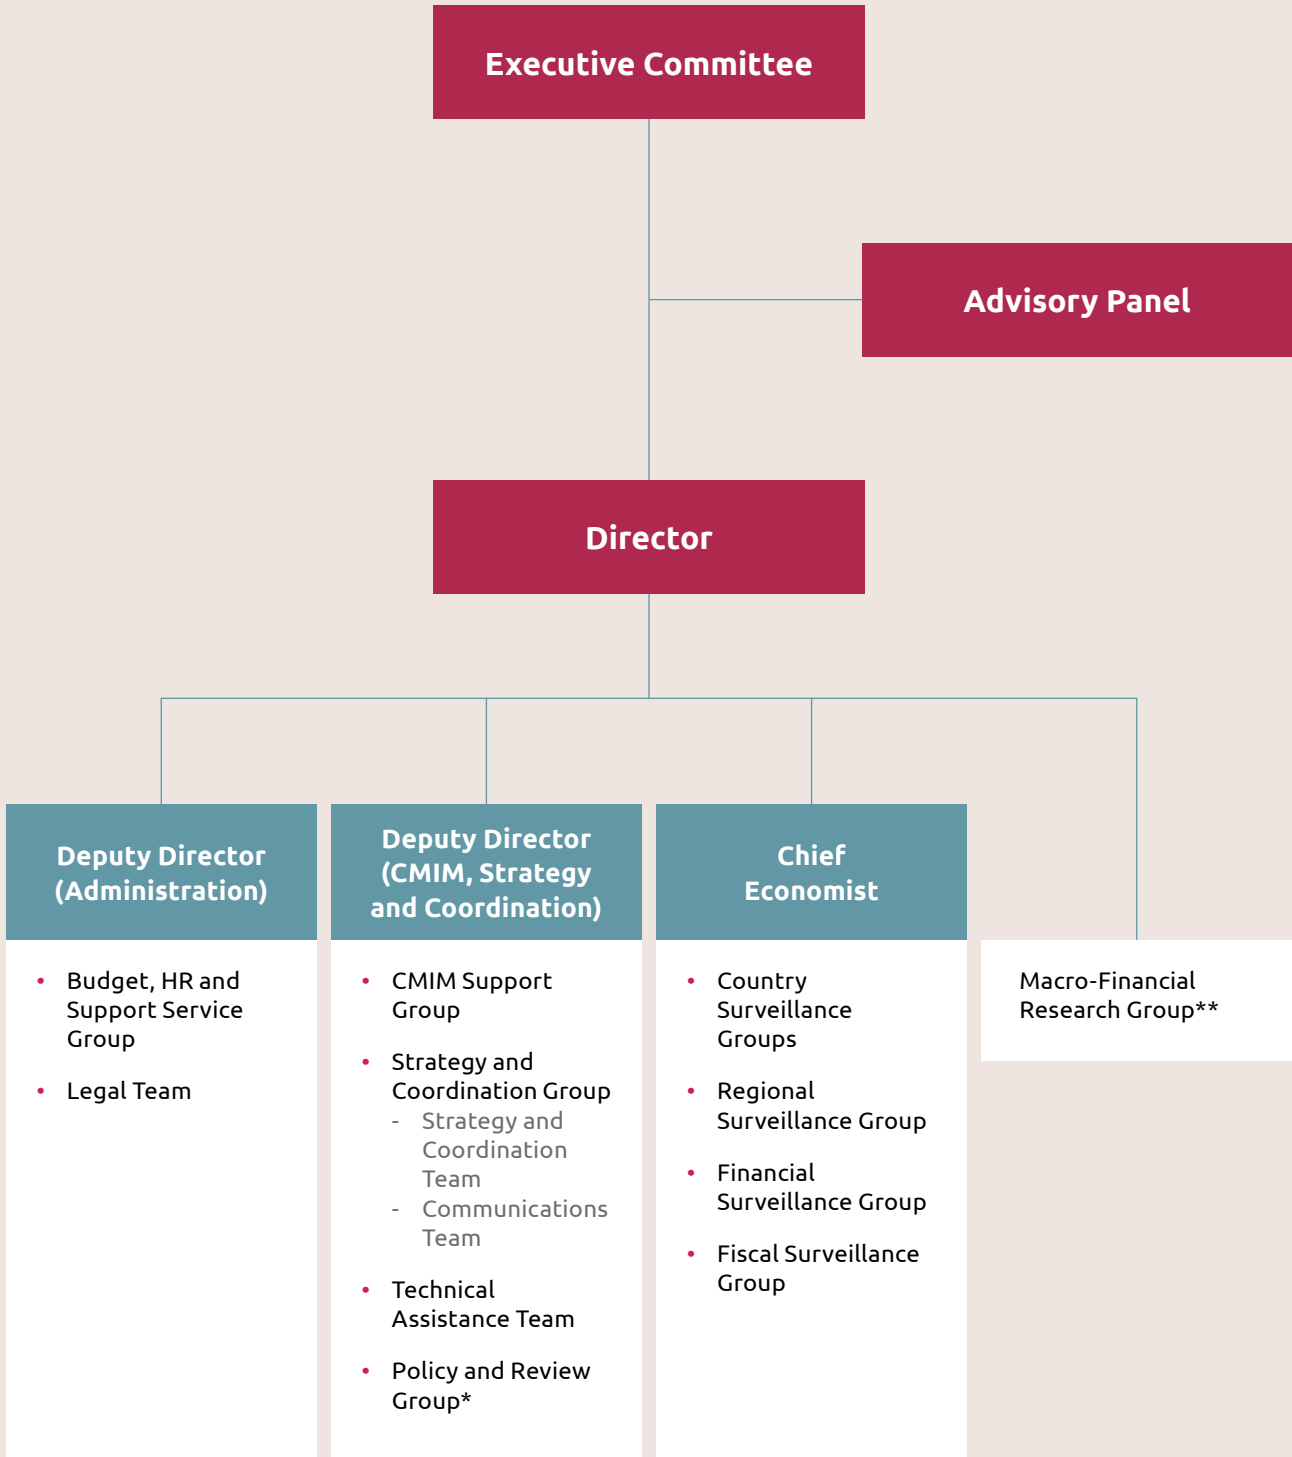 Executive Committee
Advisory Panel
Director
Deputy Director
(Administration)
• Budget, HR and
Support Service
Group
• Legal Team
Deputy Director
(CMIM, Strategy
and Coordination)
• CMIM Support
Group
• Strategy and
Coordination Group
- Strategy and
Coordination
Team
- Communications
Team
• Technical
Assistance Team
• Policy and Review
Group*
Chief
Economist
• Country
Surveillance
Groups
• Regional
Surveillance Group
• Financial
Surveillance Group
• Fiscal Surveillance
Group
Macro-Financial
Research Group**